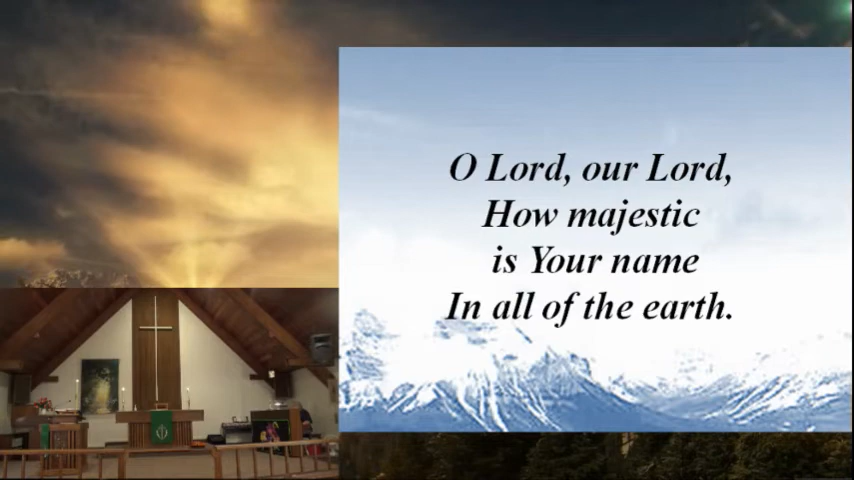 O Lord, our Lord,
How majestic
is Your name
In all of the earth.